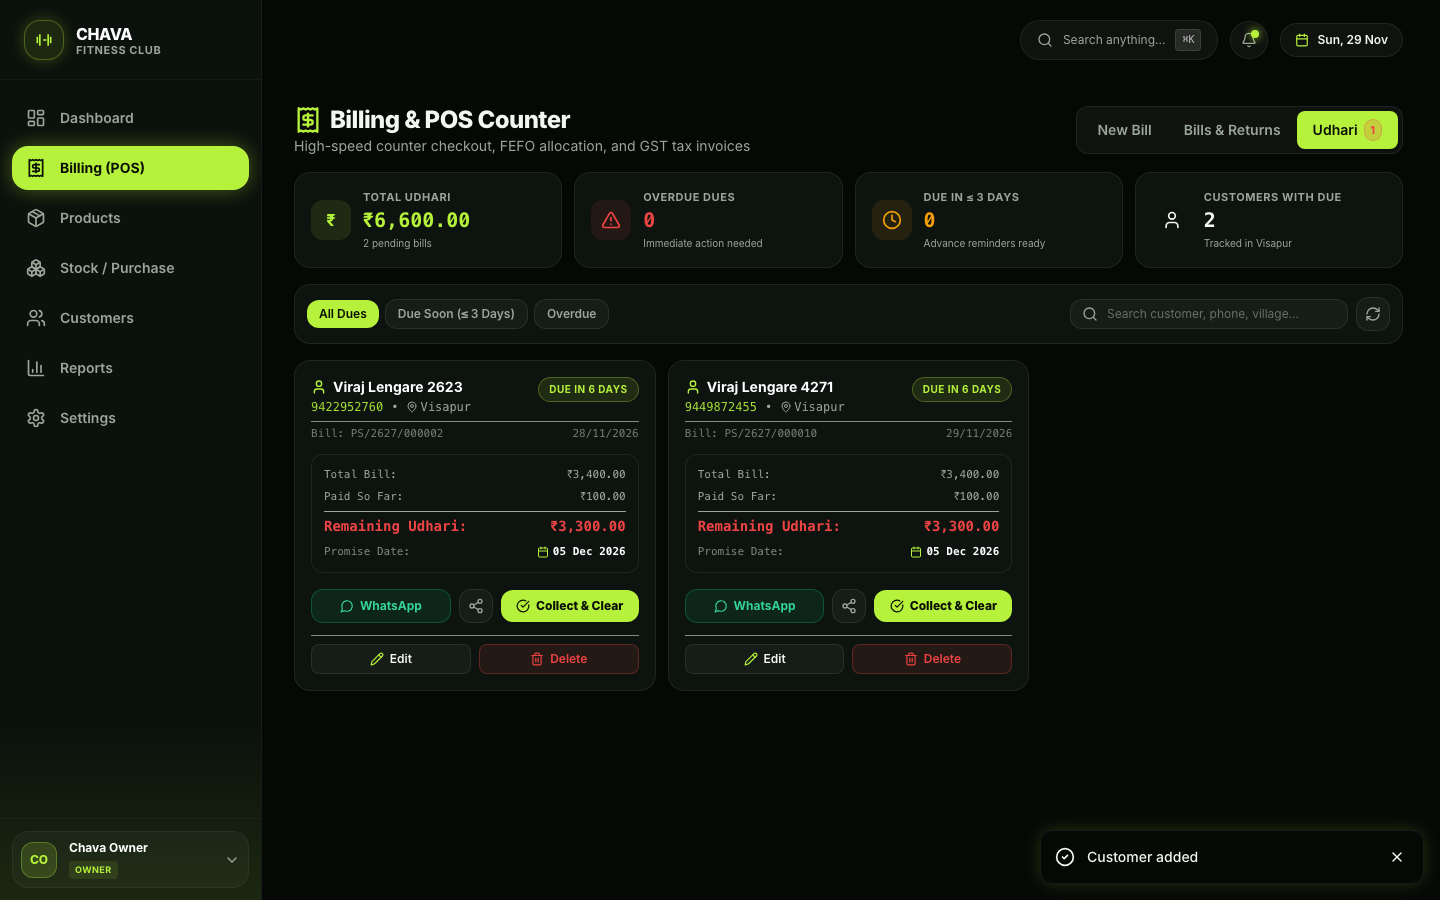 CHAVA
FITNESS CLUB
Search anything... ⌘K
Sun, 29 Nov
Dashboard
Billing (POS)
Products
Stock / Purchase
Customers
Reports
Settings
Billing & POS Counter
High-speed counter checkout, FEFO allocation, and GST tax invoices
New Bill
Bills & Returns
Udhari 1
₹
TOTAL UDHARI
₹6,600.00
2 pending bills
OVERDUE DUES
0
Immediate action needed
DUE IN ≤ 3 DAYS
0
Advance reminders ready
CUSTOMERS WITH DUE
2
Tracked in Visapur
All Dues
Due Soon (≤ 3 Days)
Overdue
Search customer, phone, village...
Viraj Lengare 2623
DUE IN 6 DAYS
9422952760 • Visapur
Bill: PS/2627/000002 28/11/2026
Total Bill: ₹3,400.00
Paid So Far: ₹100.00
Remaining Udhari: ₹3,300.00
Promise Date: 05 Dec 2026
WhatsApp
Collect & Clear
Edit
Delete
Viraj Lengare 4271
DUE IN 6 DAYS
9449872455 • Visapur
Bill: PS/2627/000010 29/11/2026
Total Bill: ₹3,400.00
Paid So Far: ₹100.00
Remaining Udhari: ₹3,300.00
Promise Date: 05 Dec 2026
WhatsApp
Collect & Clear
Edit
Delete
CO
Chava Owner
OWNER
Customer added